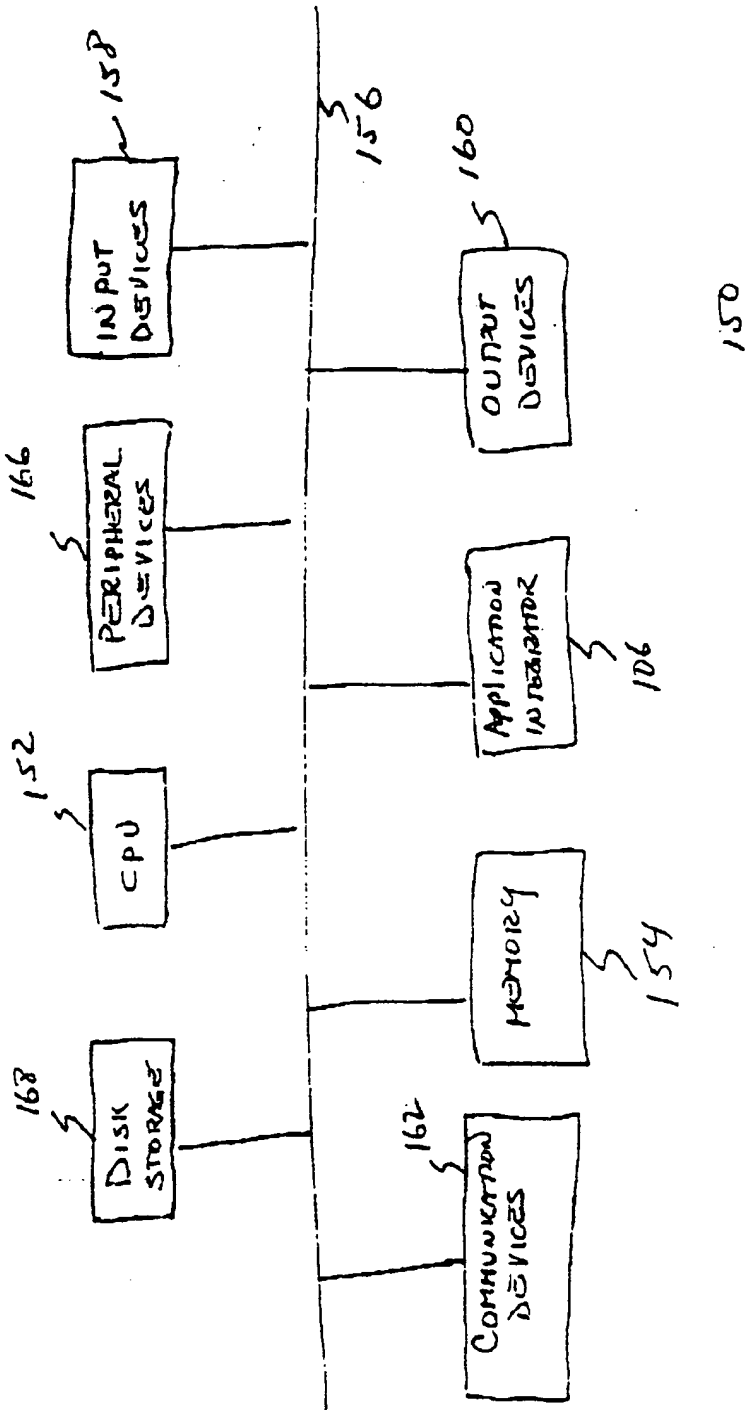 168
DISK
STORAGE
152
CPU
166
PERIPHERAL
DEVICES
INPUT
DEVICES
158
156
162
COMMUNICATION
DEVICES
MEMORY
154
APPLICATION
INTEGRATOR
106
OUTPUT
DEVICES
160
150